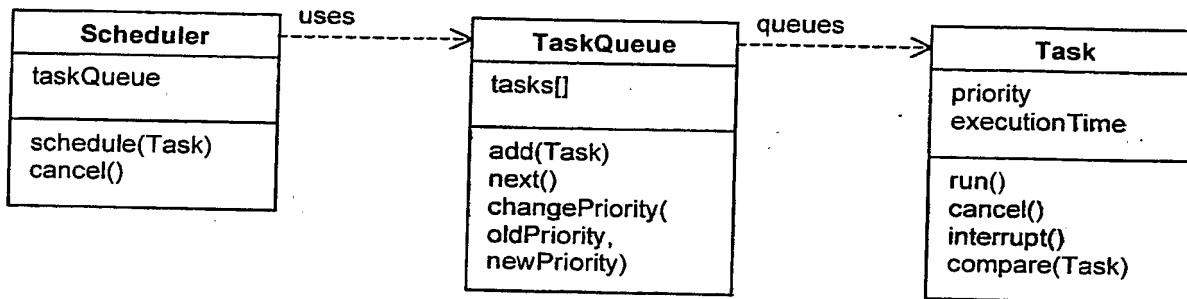 Scheduler
taskQueue
schedule(Task)
cancel()
uses
TaskQueue
tasks[]
add(Task)
next()
changePriority(
oldPriority,
newPriority)
queues
Task
priority
executionTime
run()
cancel()
interrupt()
compare(Task)